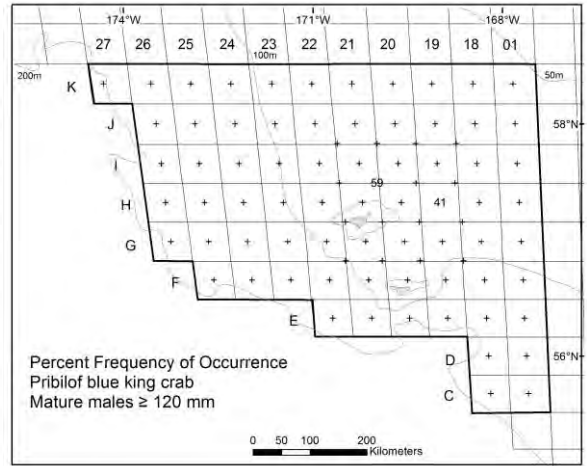 174°W 171°W 168°W
27 26 25 24 23 22 21 20 19 18 01
200m 100m 50m
K
J 58°N
I
59
H 41
G
F
E
Percent Frequency of Occurrence
D 56°N
Pribilof blue king crab
Mature males ≥ 120 mm
C
0 50 100 200
Kilometers